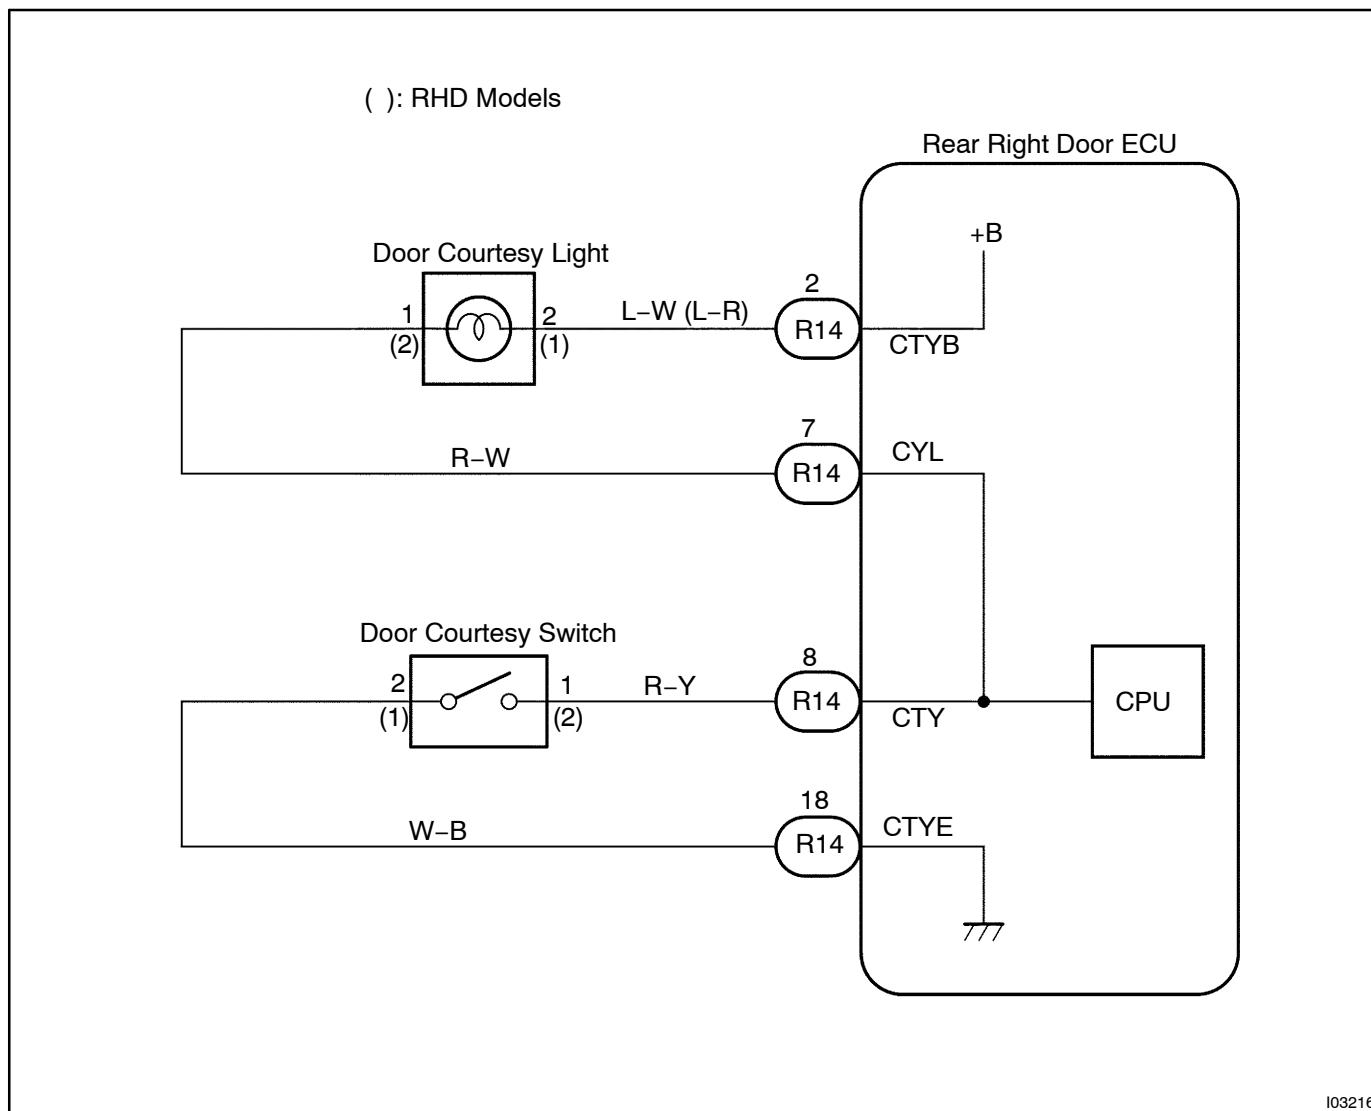 ( ): RHD Models
Rear Right Door ECU
+B
Door Courtesy Light
1
(2)
2
(1)
L−W (L−R)
2
R14
CTYB
R−W
7
R14
CYL
Door Courtesy Switch
2
(1)
1
(2)
R−Y
8
R14
CTY
CPU
W−B
18
R14
CTYE
I03216